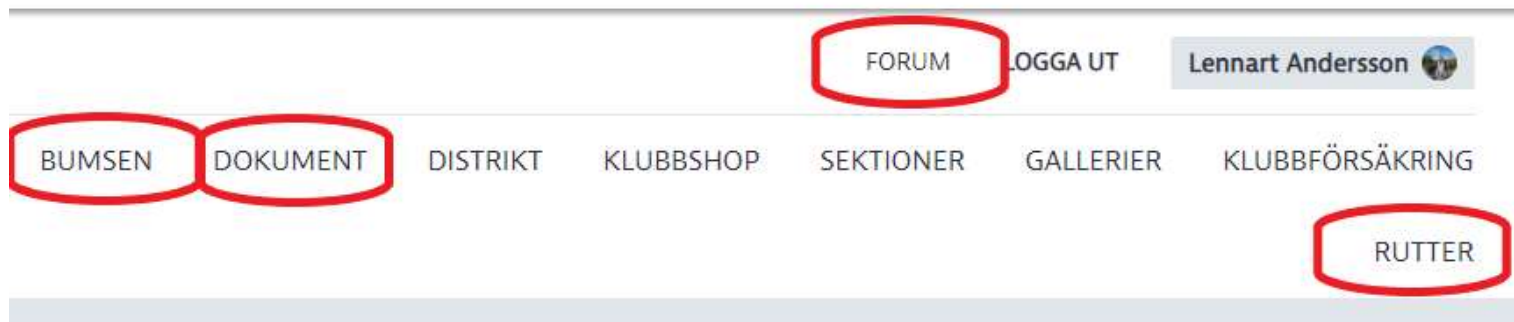 FORUM LOGGA UT Lennart Andersson
BUMSEN DOKUMENT DISTRIKT KLUBBSHOP SEKTIONER GALLERIER KLUBBFÖRSÄKRING
RUTTER